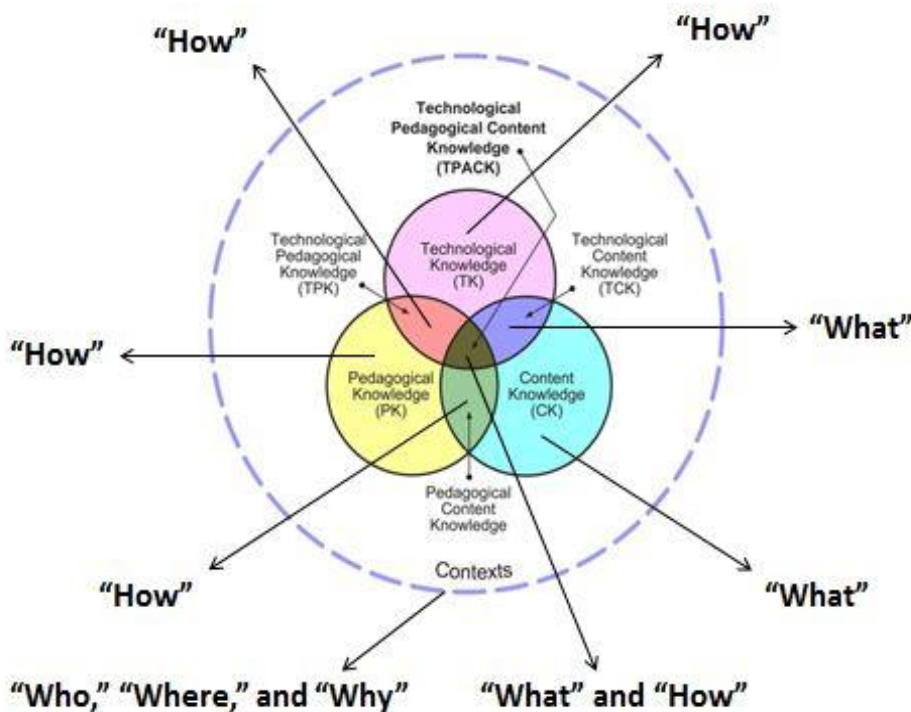 “How”
“How”
Technological
Pedagogical Content
Knowledge
(TPACK)
Technological
Pedagogical
Knowledge
(TPK)
Technological
Knowledge
(TK)
Technological
Content
Knowledge
(TCK)
“How”
“What”
Pedagogical
Knowledge
(PK)
Content
Knowledge
(CK)
Pedagogical
Content
Knowledge
Contexts
“How”
“What”
“Who,” “Where,” and “Why”
“What” and “How”